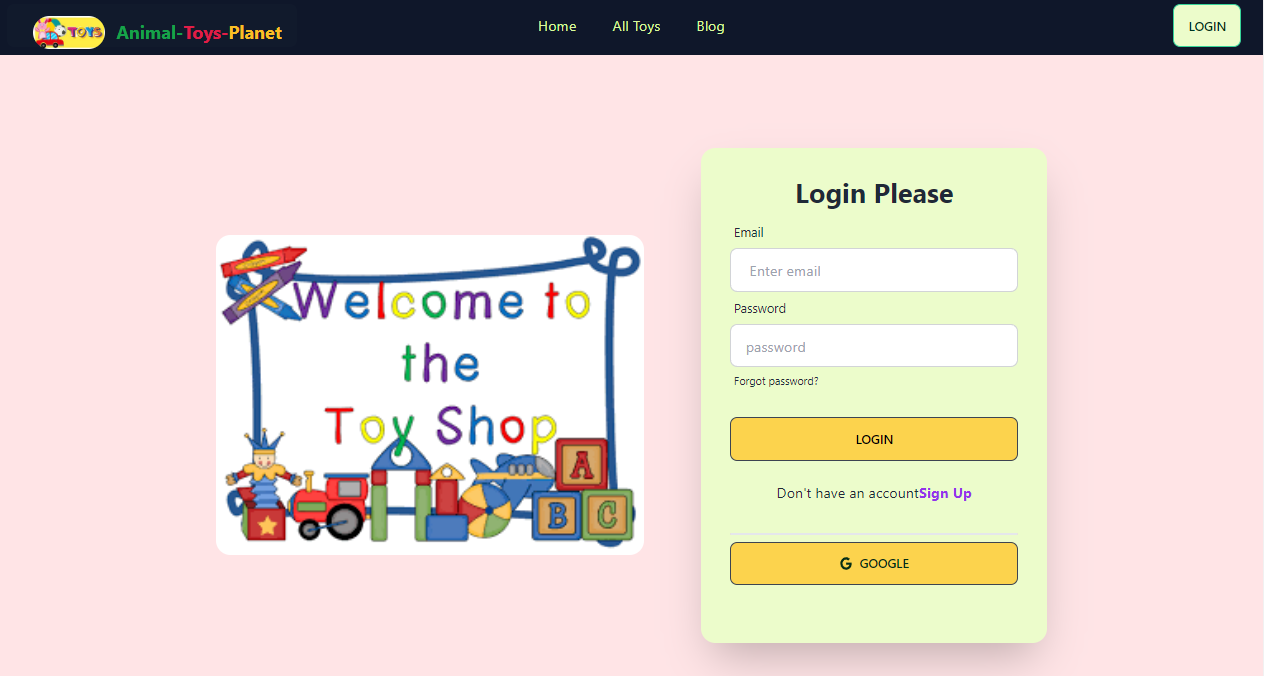 TOYS
Animal-Toys-Planet
Home
All Toys
Blog
LOGIN
Welcome to
the
Toy Shop
A
B
C
Login Please
Email
Enter email
Password
password
Forgot password?
LOGIN
Don't have an accountSign Up
G GOOGLE